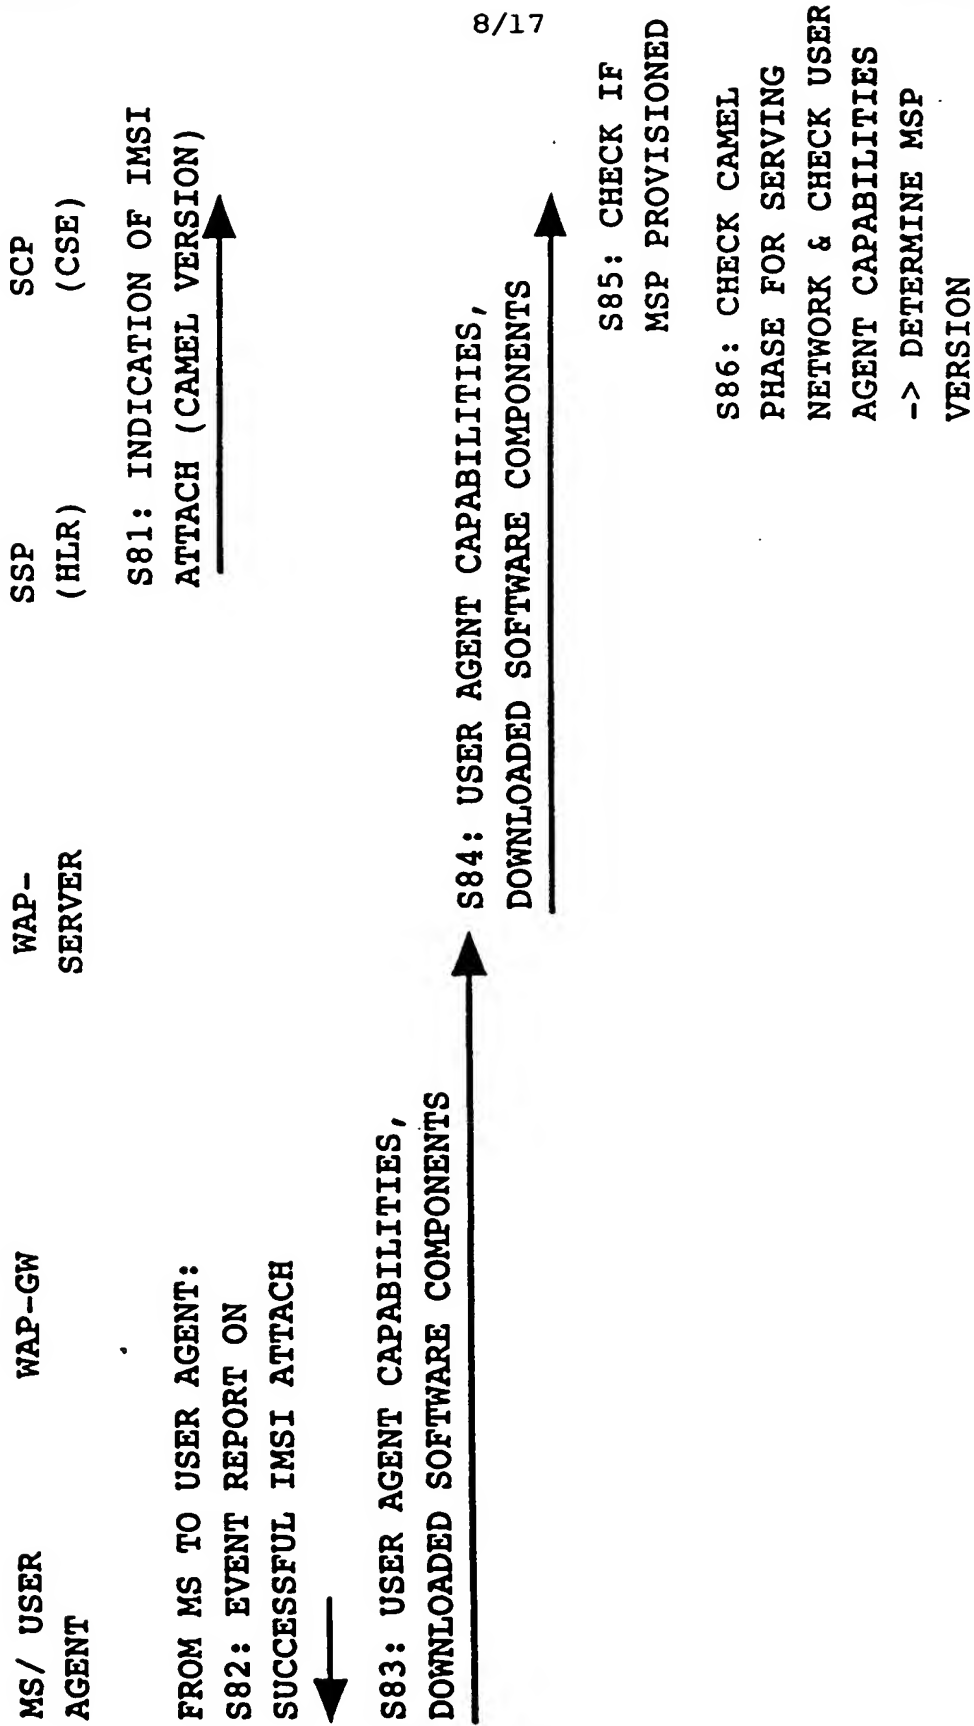 8/17
MS/ USER
AGENT
WAP-GW
WAP-
SERVER
SSP
(HLR)
SCP
(CSE)
S81: INDICATION OF IMSI
ATTACH (CAMEL VERSION)
FROM MS TO USER AGENT:
S82: EVENT REPORT ON
SUCCESSFUL IMSI ATTACH
S83: USER AGENT CAPABILITIES,
DOWNLOADED SOFTWARE COMPONENTS
S84: USER AGENT CAPABILITIES,
DOWNLOADED SOFTWARE COMPONENTS
S85: CHECK IF
MSP PROVISIONED
S86: CHECK CAMEL
PHASE FOR SERVING
NETWORK & CHECK USER
AGENT CAPABILITIES
-> DETERMINE MSP
VERSION